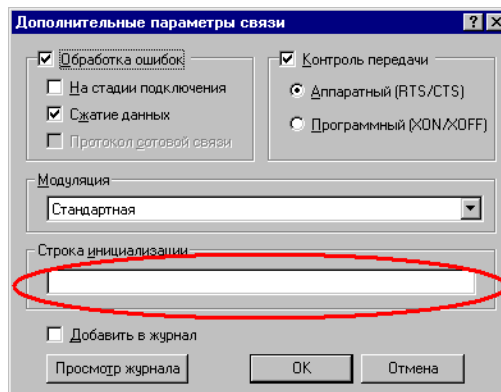 Дополнительные параметры связи
Обработка ошибок
На стадии подключения
Сжатие данных
Протокол сотовой связи
Контроль передачи
Аппаратный (RTS/CTS)
Программный (XON/XOFF)
Модуляция
Стандартная
Строка инициализации
Добавить в журнал
Просмотр журнала
OK
Отмена